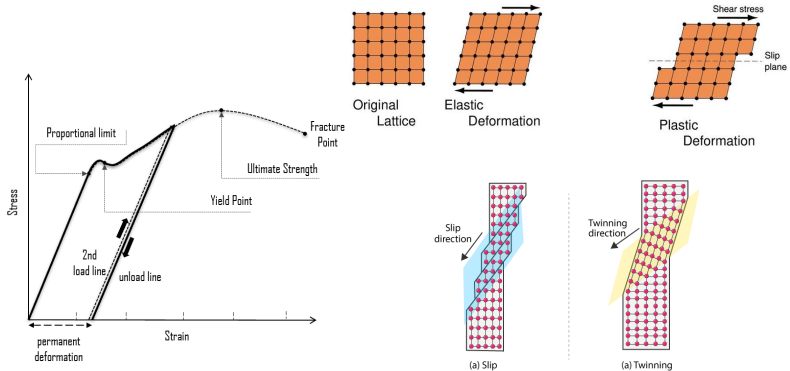 Proportional limit
Fracture
Point
Ultimate Strength
Yield Point
Stress
2nd
load line
unload line
permanent
deformation
Strain
Original
Lattice
Elastic
Deformation
Shear stress
Slip
plane
Plastic
Deformation
Slip
direction
(a) Slip
Twinning
direction
(a) Twinning